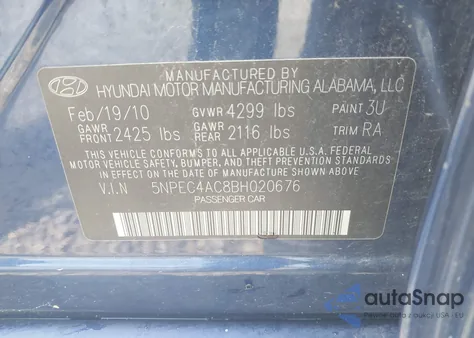 MANUFACTURED BY
HYUNDAI MOTOR MANUFACTURING ALABAMA, LLC
Feb/19/10 GVWR 4299 lbs PAINT 3U
GAWR FRONT 2425 lbs GAWR REAR 2116 lbs TRIM RA
THIS VEHICLE CONFORMS TO ALL APPLICABLE U.S.A FEDERAL
MOTOR VEHICLE SAFETY, BUMPER, AND THEFT PREVENTION STANDARDS
IN EFFECT ON THE DATE OF MANUFACTURE SHOWN ABOVE.
V.I.N 5NPEC4AC8BH020676
PASSENGER CAR
autaSnap